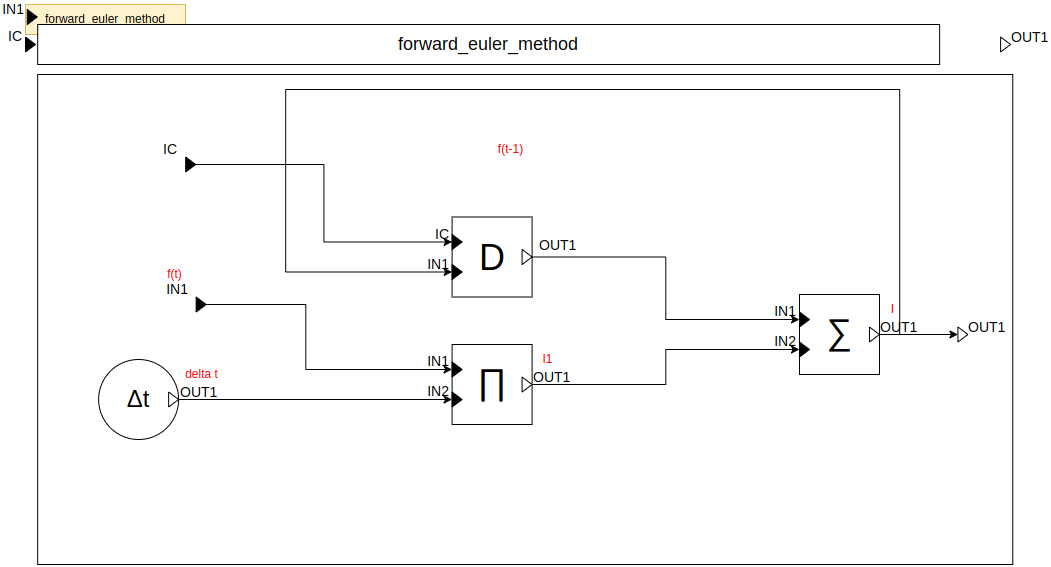 IN1
forward_euler_method
IC
forward_euler_method
OUT1
IC
f(t-1)
IC
D
OUT1
IN1
f(t)
IN1
IN1
∑
I
OUT1
OUT1
IN2
I1
IN1
∏
OUT1
delta t
Δt
OUT1
IN2